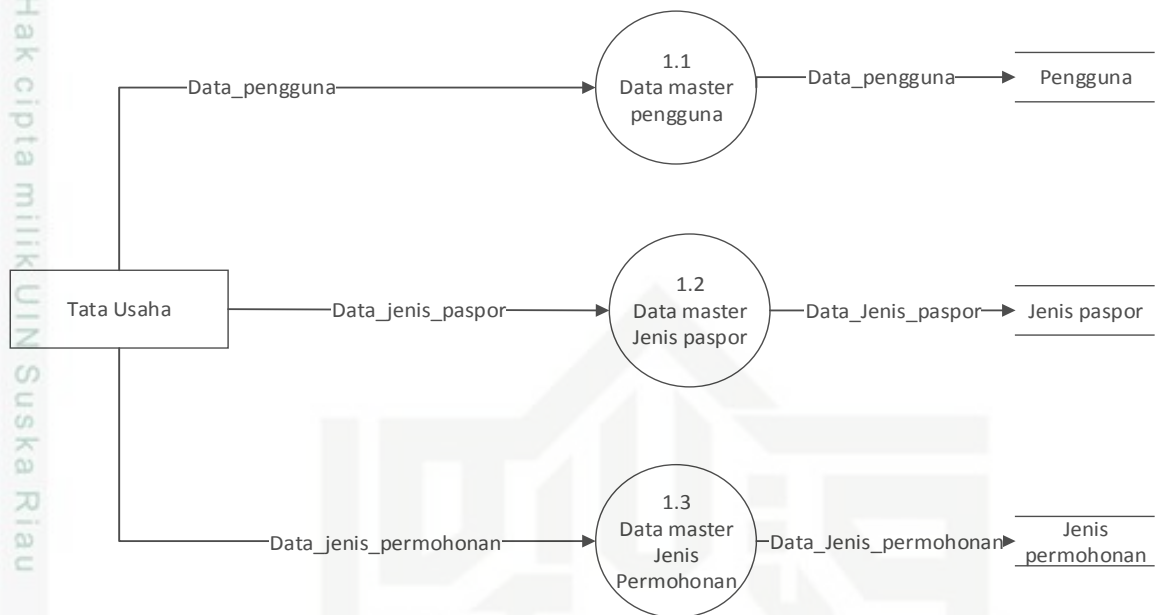 Hak cipta milik UIN Suska Riau
Data_pengguna
1.1
Data master
pengguna
Data_pengguna
Pengguna
Tata Usaha
Data_jenis_paspor
1.2
Data master
Jenis paspor
Data_Jenis_paspor
Jenis paspor
Data_jenis_permohonan
1.3
Data master
Jenis
Permohonan
Data_Jenis_permohonan
Jenis
permohonan